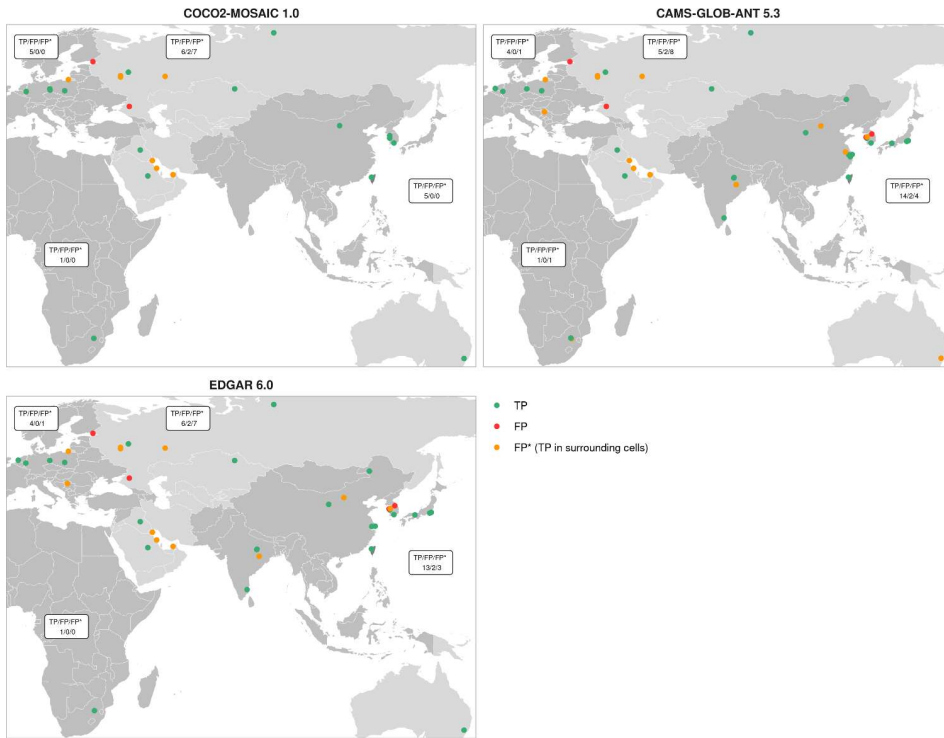 COCO2-MOSAIC 1.0
TP/FP/FP*
5/0/0
TP/FP/FP*
6/2/7
TP/FP/FP*
5/0/0
TP/FP/FP*
1/0/0
CAMS-GLOB-ANT 5.3
TP/FP/FP*
4/0/1
TP/FP/FP*
5/2/8
TP/FP/FP*
14/2/4
TP/FP/FP*
1/0/1
EDGAR 6.0
TP/FP/FP*
4/0/1
TP/FP/FP*
6/2/7
TP/FP/FP*
13/2/3
TP/FP/FP*
1/0/0
TP
FP
FP* (TP in surrounding cells)